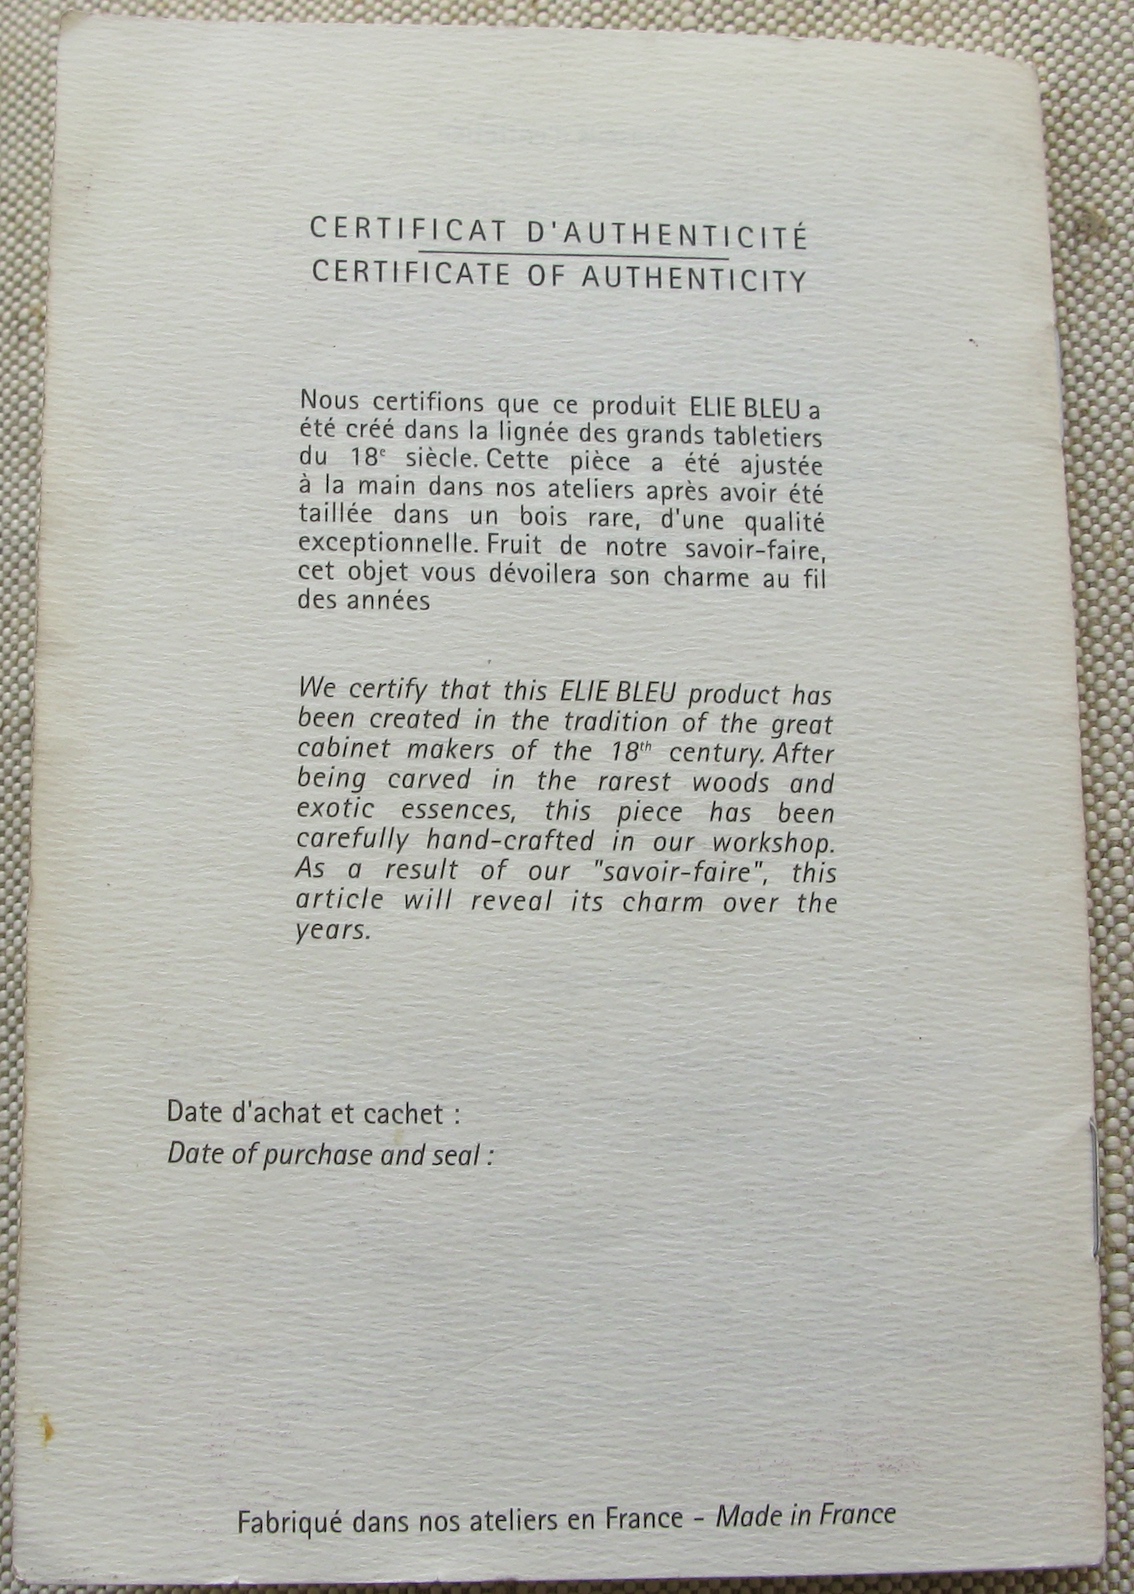 CERTIFICAT D'AUTHENTICITÉ
CERTIFICATE OF AUTHENTICITY
Nous certifions que ce produit ELIE BLEU a
été créé dans la lignée des grands tabletiers
du 18e siècle. Cette pièce a été ajustée
à la main dans nos ateliers après avoir été
taillée dans un bois rare, d'une qualité
exceptionnelle. Fruit de notre savoir-faire,
cet objet vous dévoilera son charme au fil
des années
We certify that this ELIE BLEU product has
been created in the tradition of the great
cabinet makers of the 18th century. After
being carved in the rarest woods and
exotic essences, this piece has been
carefully hand-crafted in our workshop.
As a result of our "savoir-faire", this
article will reveal its charm over the
years.
Date d'achat et cachet :
Date of purchase and seal :
Fabriqué dans nos ateliers en France - Made in France